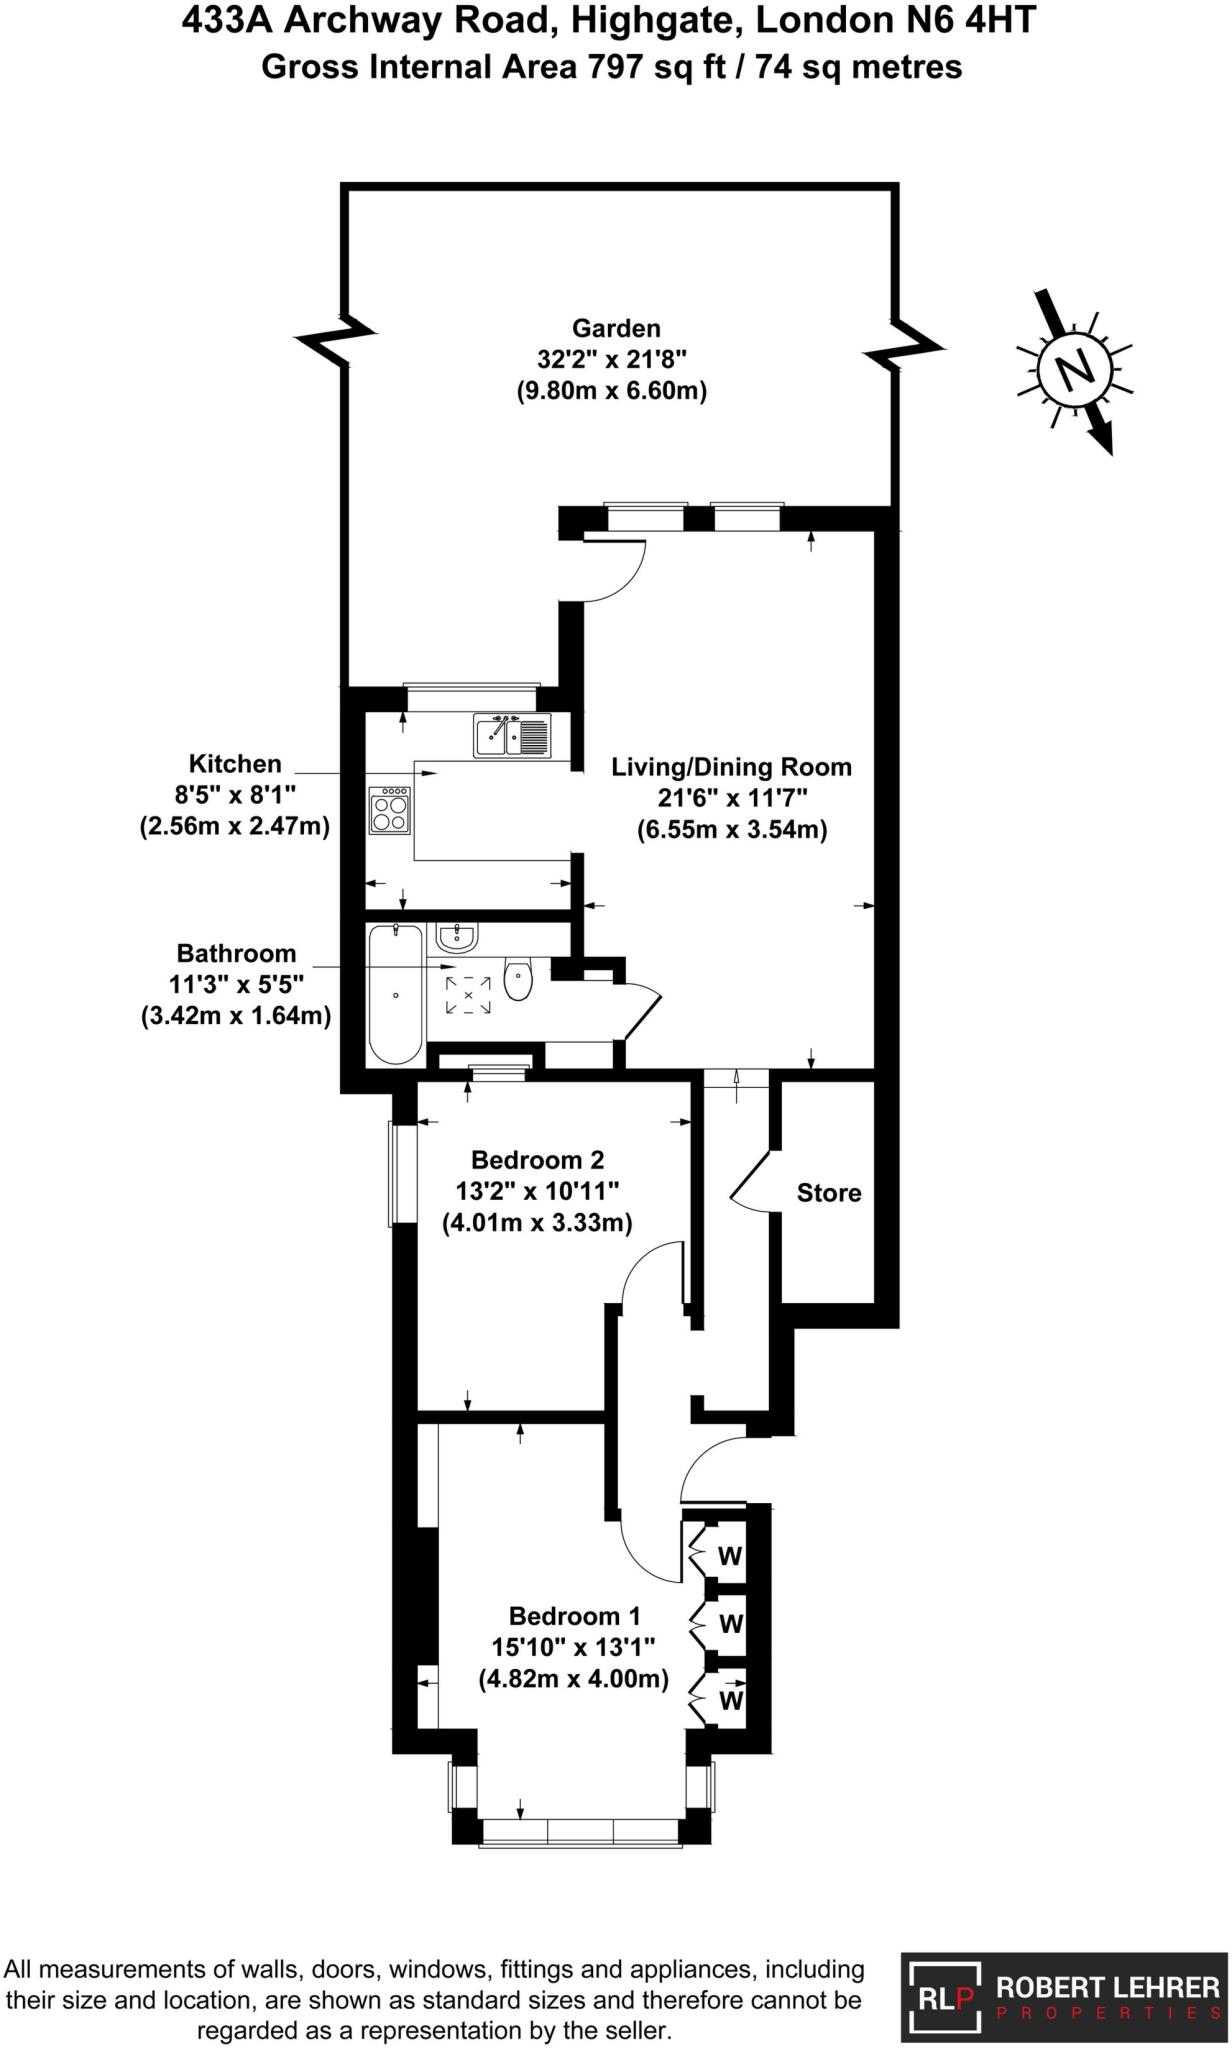 433A Archway Road, Highgate, London N6 4HT
Gross Internal Area 797 sq ft / 74 sq metres
Garden
32'2" x 21'8"
(9.80m x 6.60m)
N
Kitchen
8'5" x 8'1"
(2.56m x 2.47m)
Living/Dining Room
21'6" x 11'7"
(6.55m x 3.54m)
Bathroom
11'3" x 5'5"
(3.42m x 1.64m)
Bedroom 2
13'2" x 10'11"
(4.01m x 3.33m)
Store
W
W
W
Bedroom 1
15'10" x 13'1"
(4.82m x 4.00m)
All measurements of walls, doors, windows, fittings and appliances, including
their size and location, are shown as standard sizes and therefore cannot be
regarded as a representation by the seller.
RLP
ROBERT LEHRER
PROPERTIES